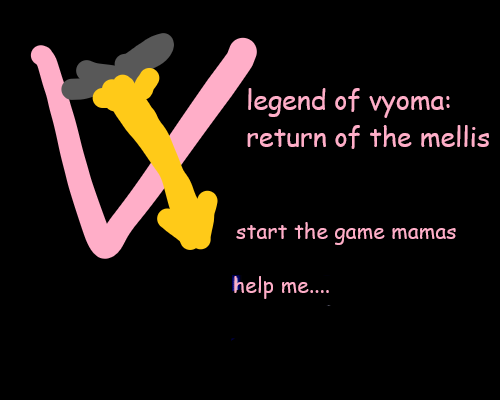 legend of vyoma:
return of the mellis
start the game mamas
help me....